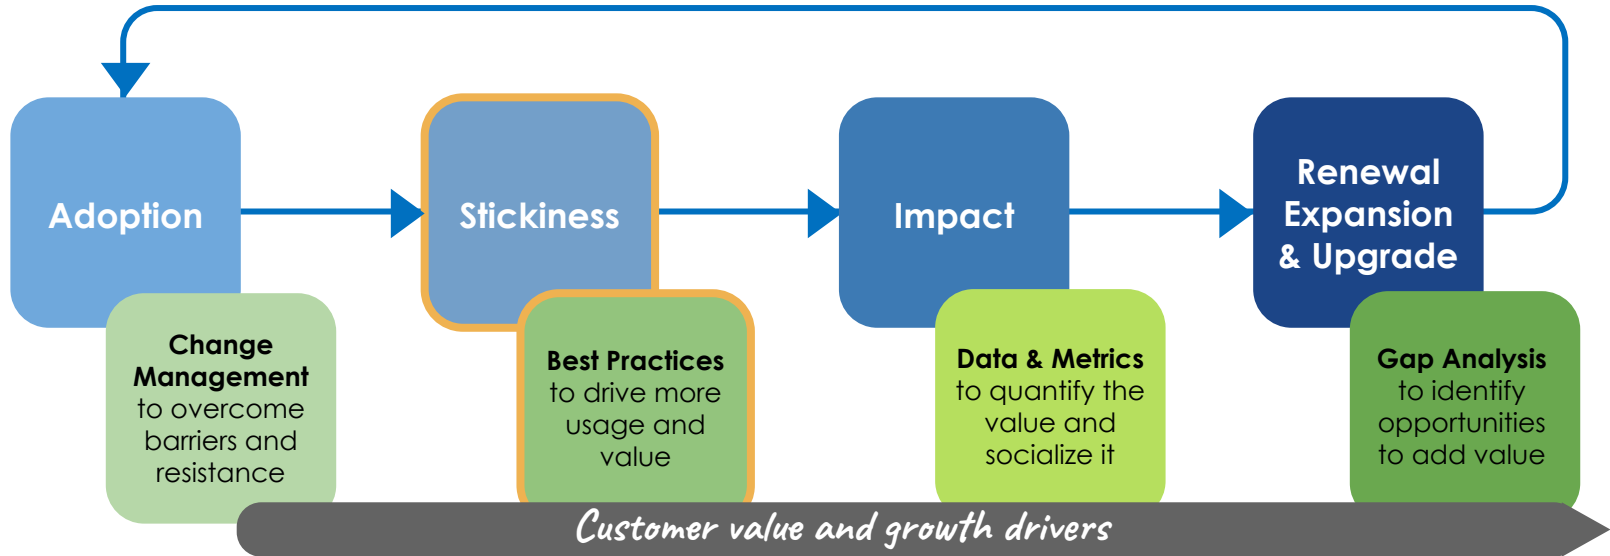 Adoption
Stickiness
Impact
Renewal
Expansion
& Upgrade
Change
Management
to overcome
barriers and
resistance
Best Practices
to drive more
usage and
value
Data & Metrics
to quantify the
value and
socialize it
Gap Analysis
to identify
opportunities
to add value
Customer value and growth drivers